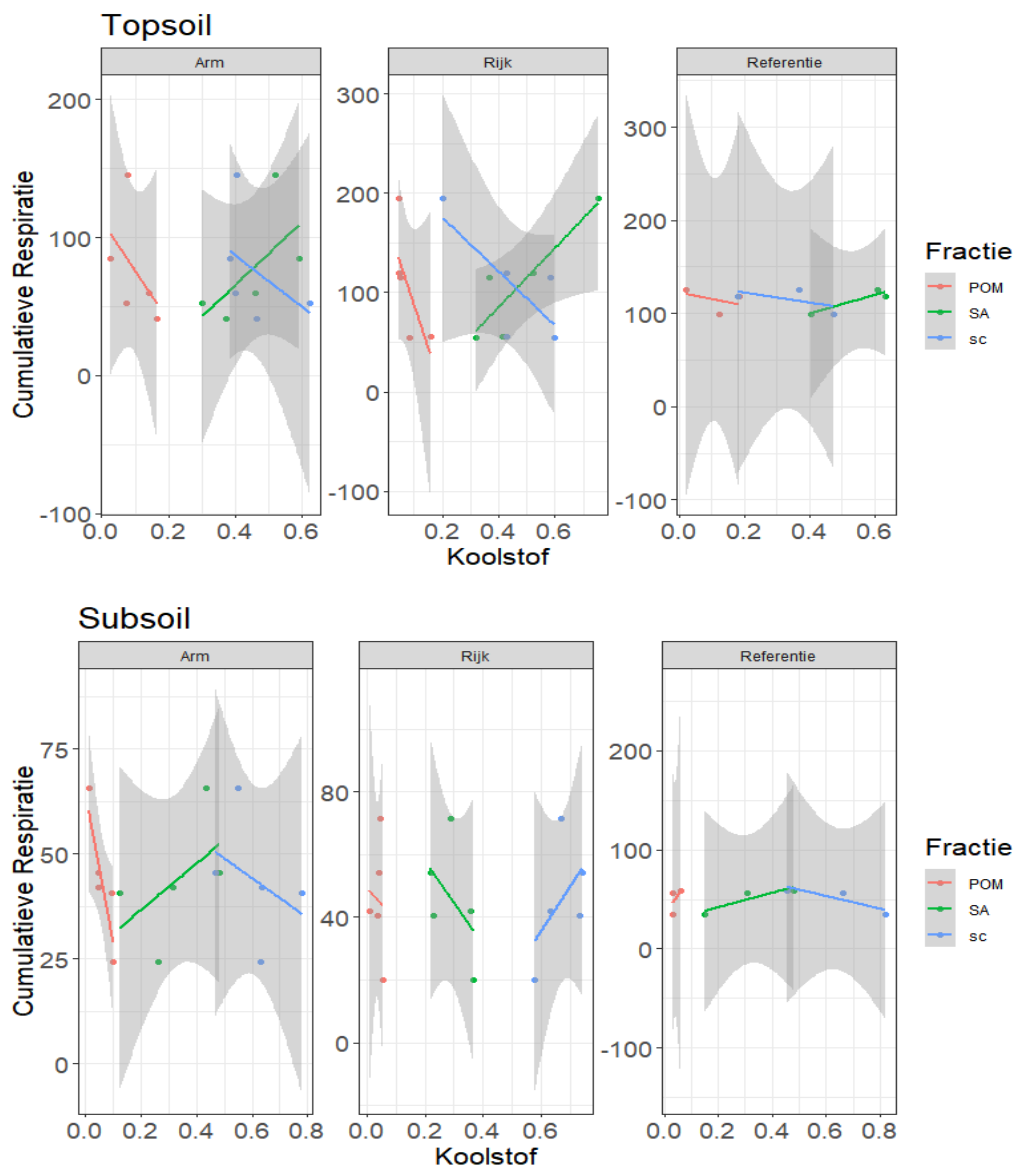 Topsoil
Arm
Rijk
Referentie
200
100
0
-100
0.0 0.2 0.4 0.6
300
200
100
0
-100
0.2 0.4 0.6
300
200
100
0
-100
0.0 0.2 0.4 0.6
Cumulatieve Respiratie
Koolstof
Fractie
POM
SA
sc
Subsoil
Arm
Rijk
Referentie
75
50
25
0
0.0 0.2 0.4 0.6 0.8
80
40
0
0.0 0.2 0.4 0.6
200
100
0
-100
0.0 0.2 0.4 0.6 0.8
Cumulatieve Respiratie
Koolstof
Fractie
POM
SA
sc